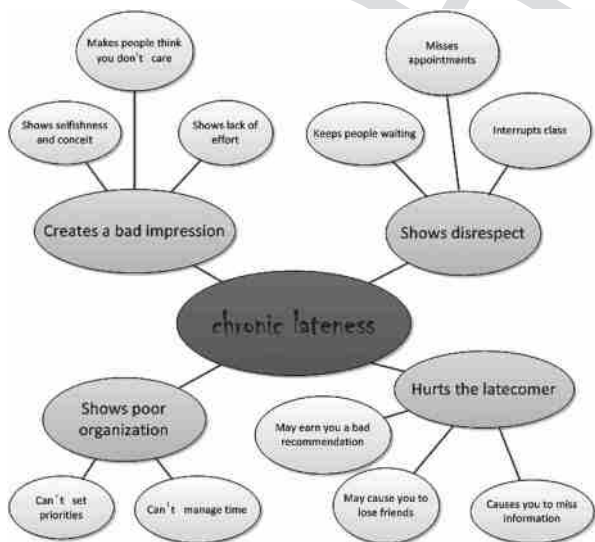 Makes people think
you don't care
Misses
appointments
Shows selfishness
and conceit
Shows lack of
effort
Keeps people waiting
Interrupts class
Creates a bad impression
Shows disrespect
chronic lateness
Shows poor
organization
Hurts the latecomer
May earn you a bad
recommendation
Can't set
priorities
Can't manage time
May cause you to
lose friends
Causes you to miss
information